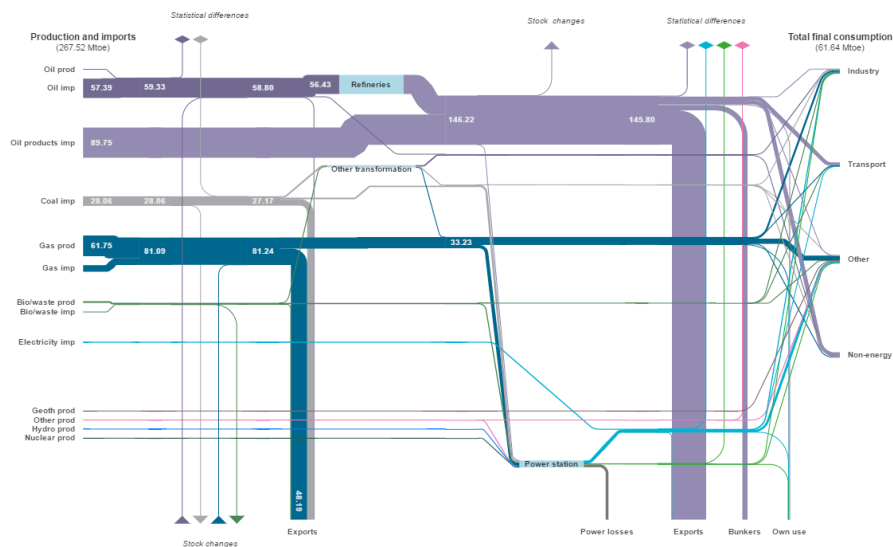 Statistical differences
Stock changes
Statistical differences
Production and imports
(267.52 Mtoe)
Total final consumption
(61.64 Mtoe)
Oil prod
Industry
Oil imp
57.39
59.33
58.80
56.43
Refineries
146.22
145.80
Oil products imp
89.75
Other transformation
Transport
Coal imp
28.06
28.06
27.17
Gas prod
61.75
81.09
81.24
33.23
Gas imp
Other
Bio/waste prod
Bio/waste imp
Electricity imp
Non-energy
Geoth prod
Other prod
Hydro prod
Nuclear prod
Power station
48.19
Exports
Power losses
Exports
Bunkers
Own use
Stock changes